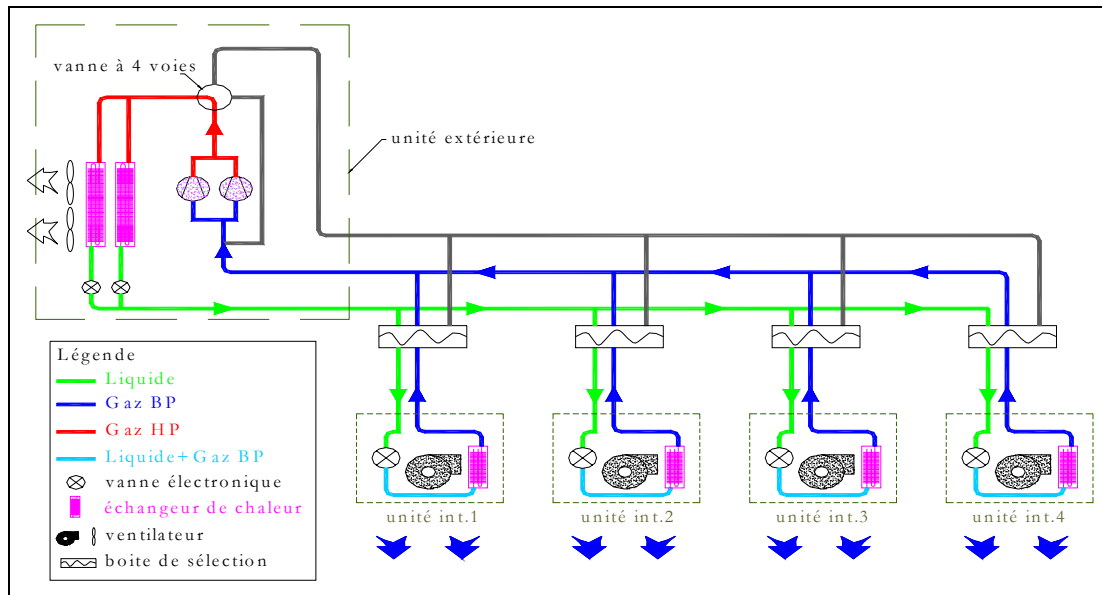 vanne à 4 voies
unité extérieure
Légende
Liquide
Gaz BP
Gaz HP
Liquide+Gaz BP
vanne électronique
échangeur de chaleur
ventilateur
boite de sélection
unité int.1
unité int.2
unité int.3
unité int.4